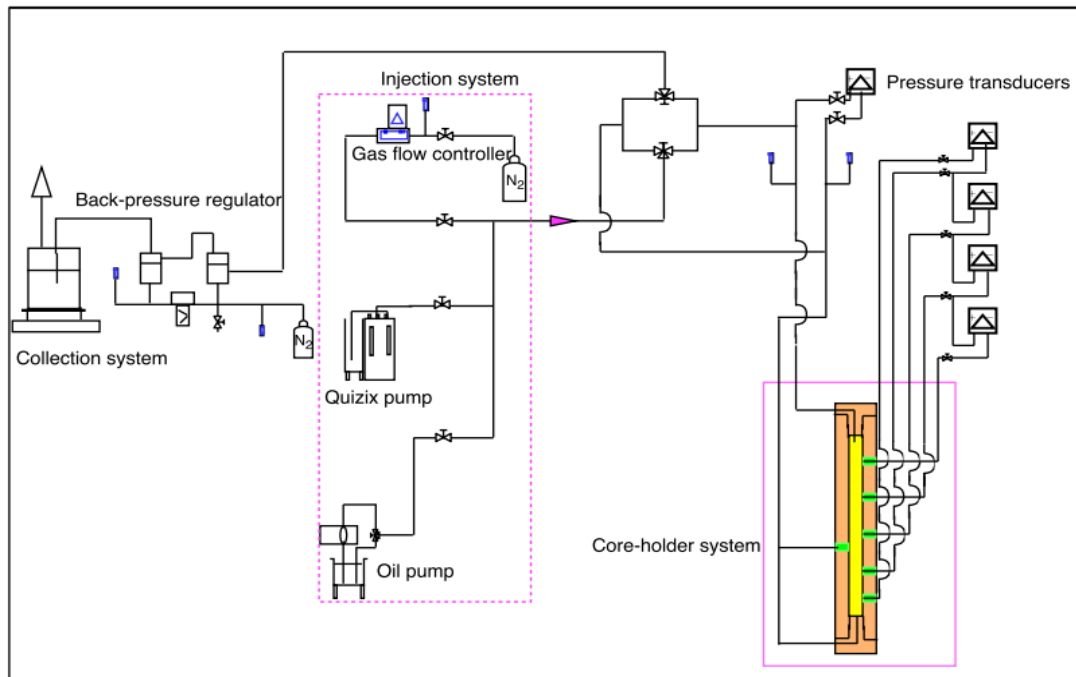 Injection system
Pressure transducers
Gas flow controller
N2
Back-pressure regulator
N2
Collection system
Quizix pump
Core-holder system
Oil pump